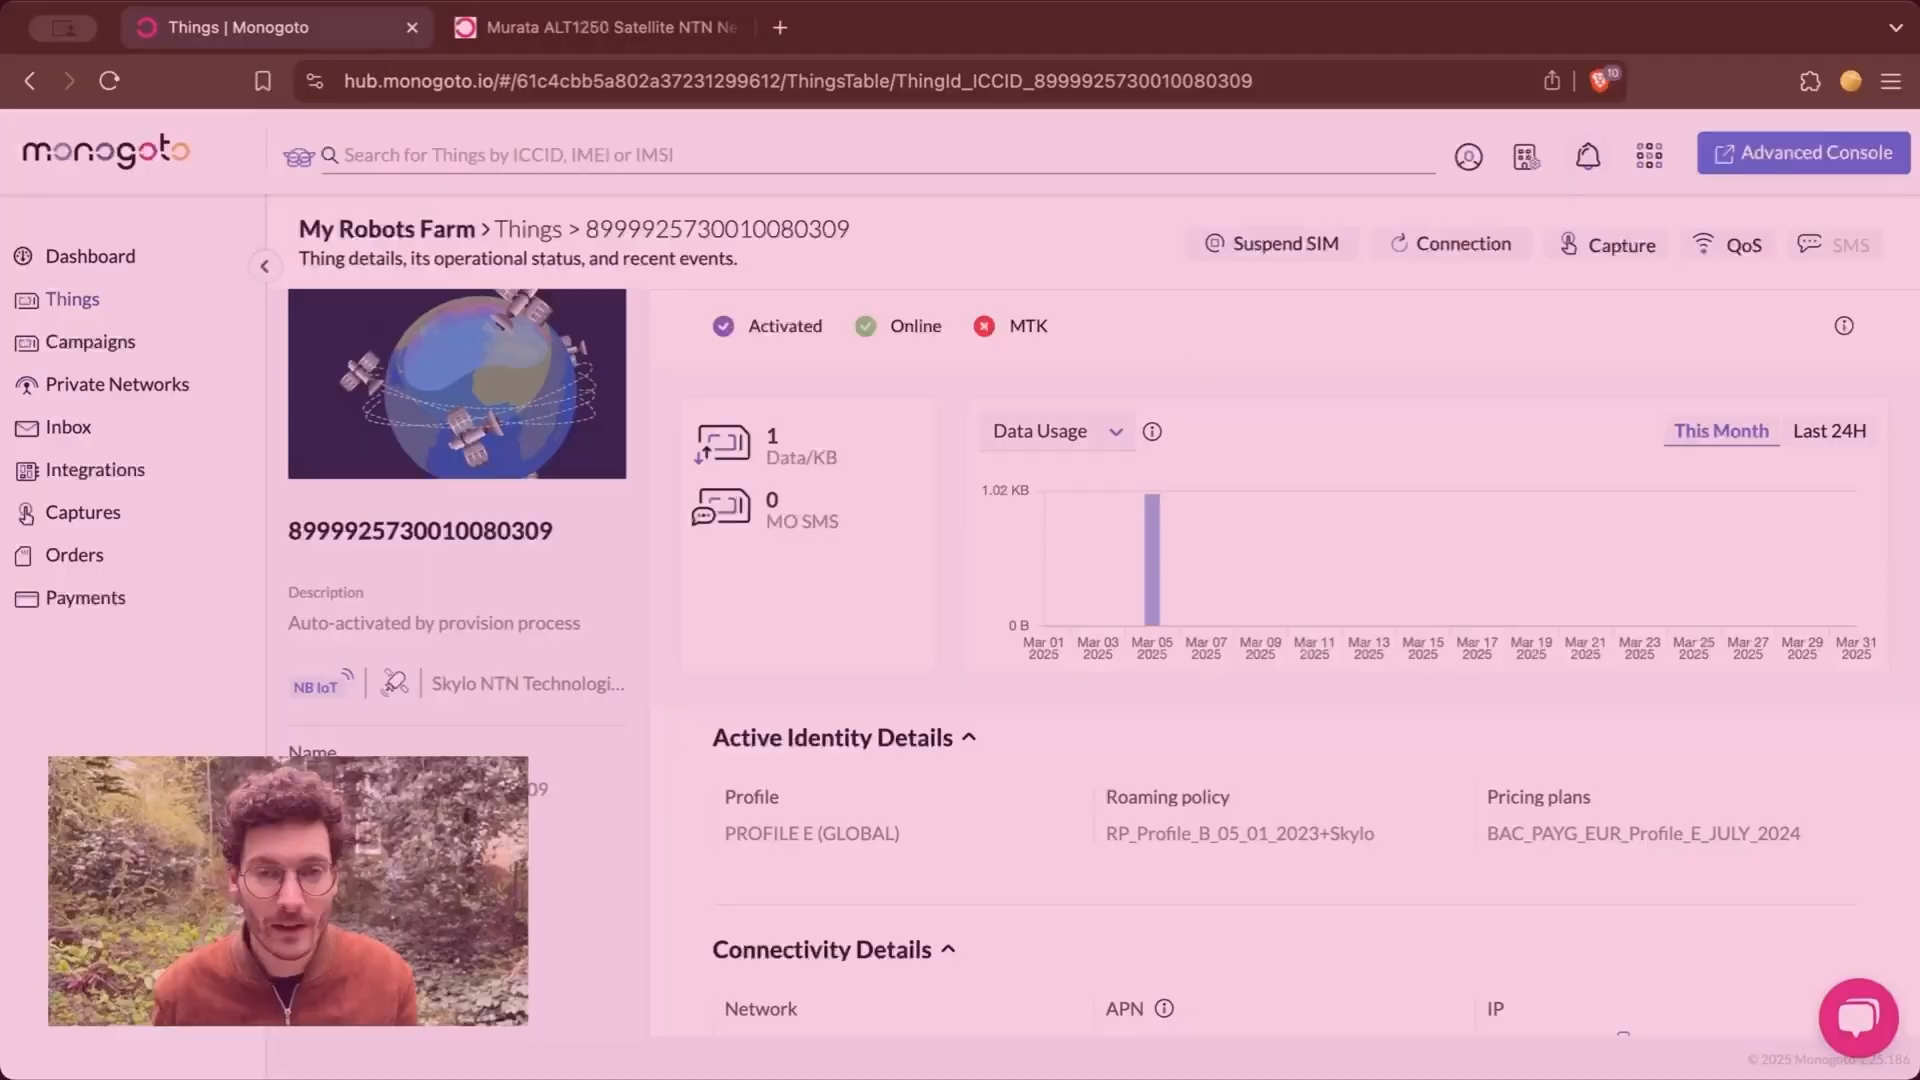 Things | Monogoto
Murata ALT1250 Satellite NTN Ne
hub.monogoto.io/#/61c4cbb5a802a37231299612/ThingsTable/ThingId_ICCID_8999925730010080309
10
monogoto
Search for Things by ICCID, IMEI or IMSI
Advanced Console
My Robots Farm > Things > 8999925730010080309
Thing details, its operational status, and recent events.
Suspend SIM
Connection
Capture
QoS
SMS
Dashboard
Things
Campaigns
Private Networks
Inbox
Integrations
Captures
Orders
Payments
8999925730010080309
Description
Auto-activated by provision process
NB IoT
Skylo NTN Technologi...
Name
09
Activated
Online
MTK
1
Data/KB
0
MO SMS
Data Usage
This Month
Last 24H
1.02 KB
0 B
Mar 01 2025
Mar 03 2025
Mar 05 2025
Mar 07 2025
Mar 09 2025
Mar 11 2025
Mar 13 2025
Mar 15 2025
Mar 17 2025
Mar 19 2025
Mar 21 2025
Mar 23 2025
Mar 25 2025
Mar 27 2025
Mar 29 2025
Mar 31 2025
Active Identity Details
Profile
PROFILE E (GLOBAL)
Roaming policy
RP_Profile_B_05_01_2023+Skylo
Pricing plans
BAC_PAYG_EUR_Profile_E_JULY_2024
Connectivity Details
Network
APN
IP
© 2025 Monogoto